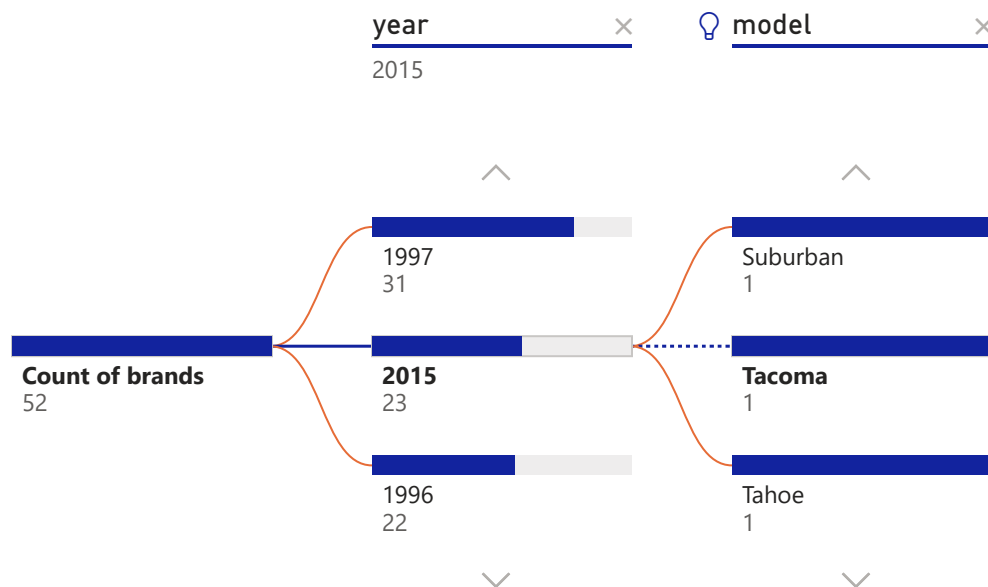 year
model
2015
1997
31
Suburban
1
Count of brands
52
2015
23
Tacoma
1
1996
22
Tahoe
1